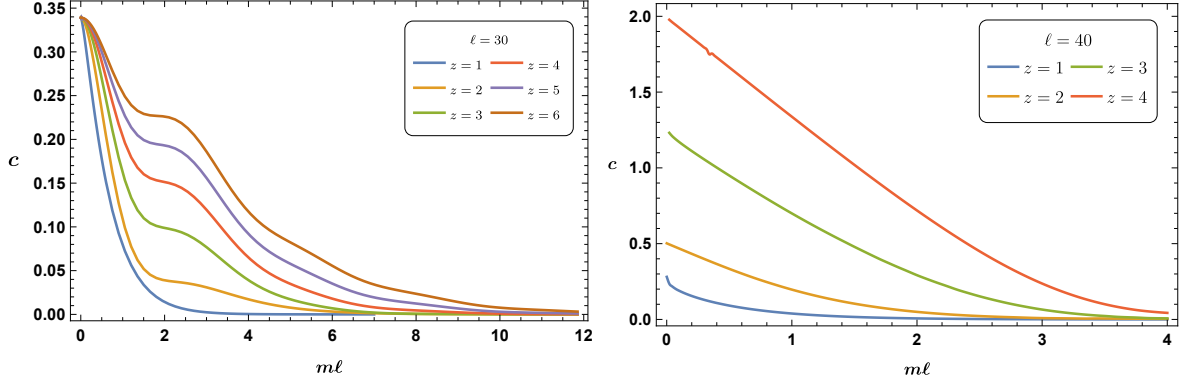 ℓ = 30
z = 1 z = 4
z = 2 z = 5
z = 3 z = 6
0.35
0.30
0.25
0.20
0.15
0.10
0.05
0.00
c
0 2 4 6 8 10 12
mℓ
ℓ = 40
z = 1 z = 3
z = 2 z = 4
2.0
1.5
1.0
0.5
0.0
c
0 1 2 3 4
mℓ